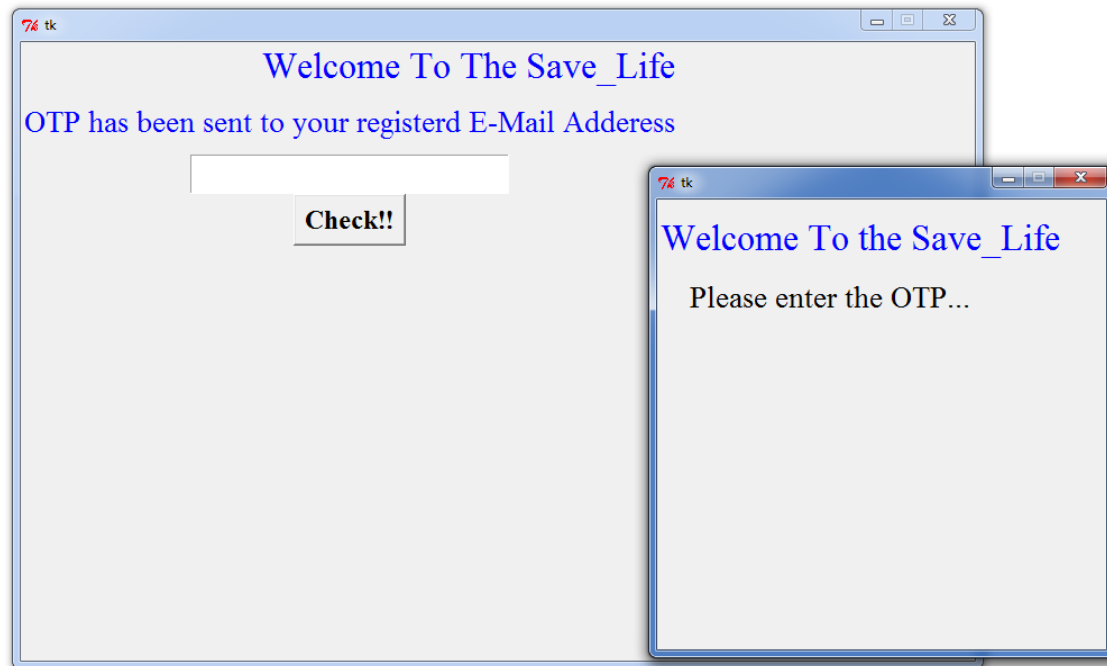 tk
Welcome To The Save_Life
OTP has been sent to your registerd E-Mail Adderess
Check!!
tk
Welcome To the Save_Life
Please enter the OTP...